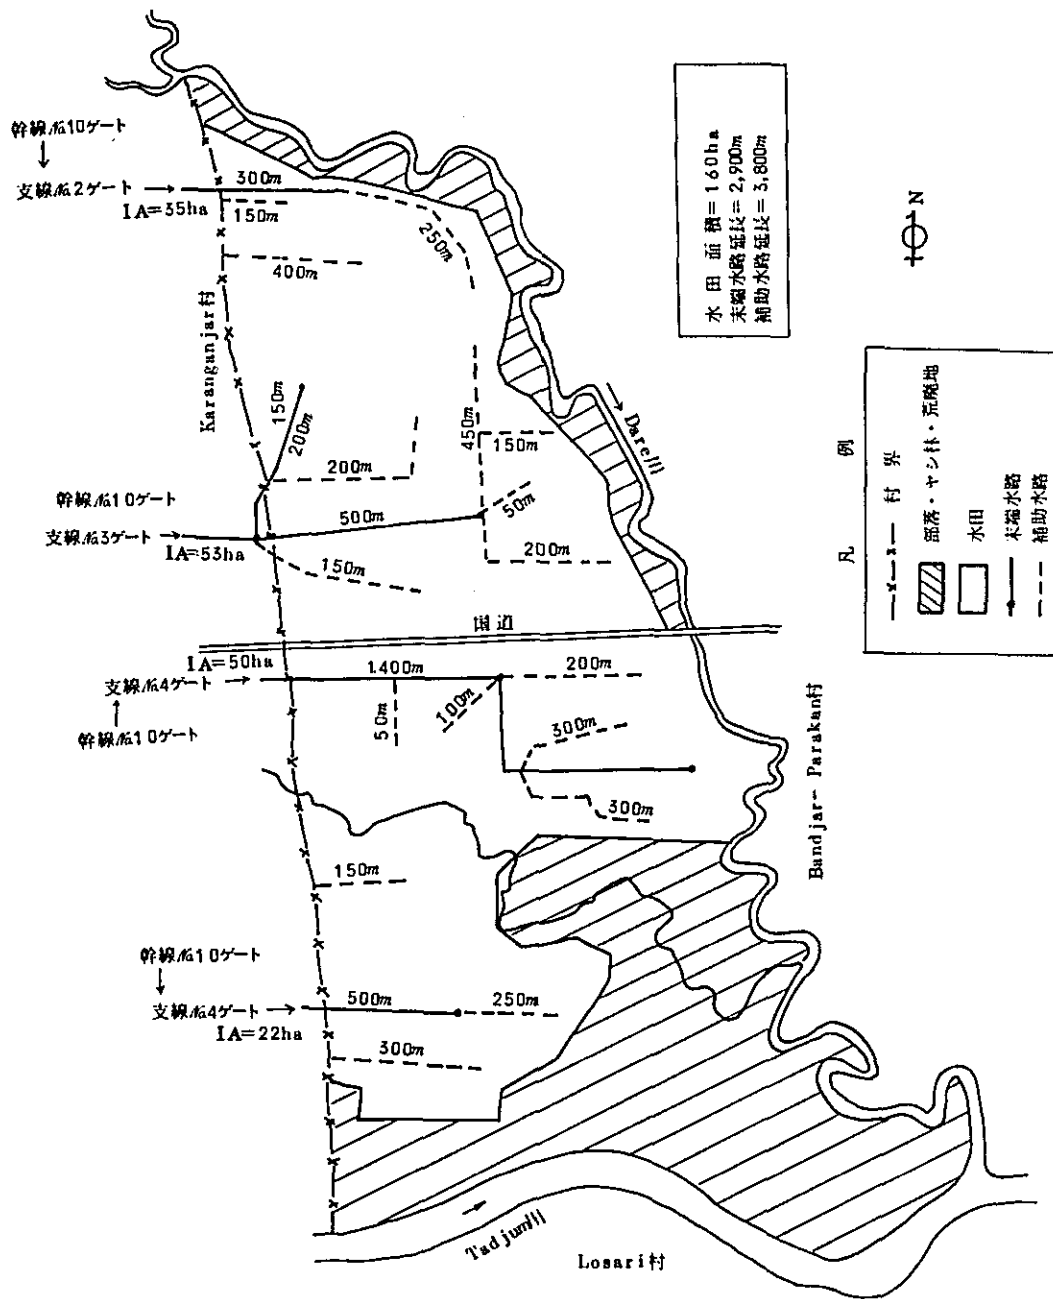 幹線№10ゲート
支線№2ゲート
IA=35ha
300m
150m
250m
400m
Karanganjar村
150m
200m
200m
450m
150m
50m
幹線№10ゲート
支線№3ゲート
IA=53ha
500m
150m
200m
Dare川
国道
IA=50ha
支線№4ゲート
幹線№10ゲート
1.400m
200m
100m
50m
300m
300m
Bandjar-Parakan村
150m
幹線№10ゲート
支線№4ゲート
IA=22ha
500m
250m
300m
Tadjum川
Losari村
水田面積=160ha
末端水路延長=2,900m
補助水路延長=3,800m
N
凡例
村界
部落・ヤシ林・荒廃地
水田
末端水路
補助水路